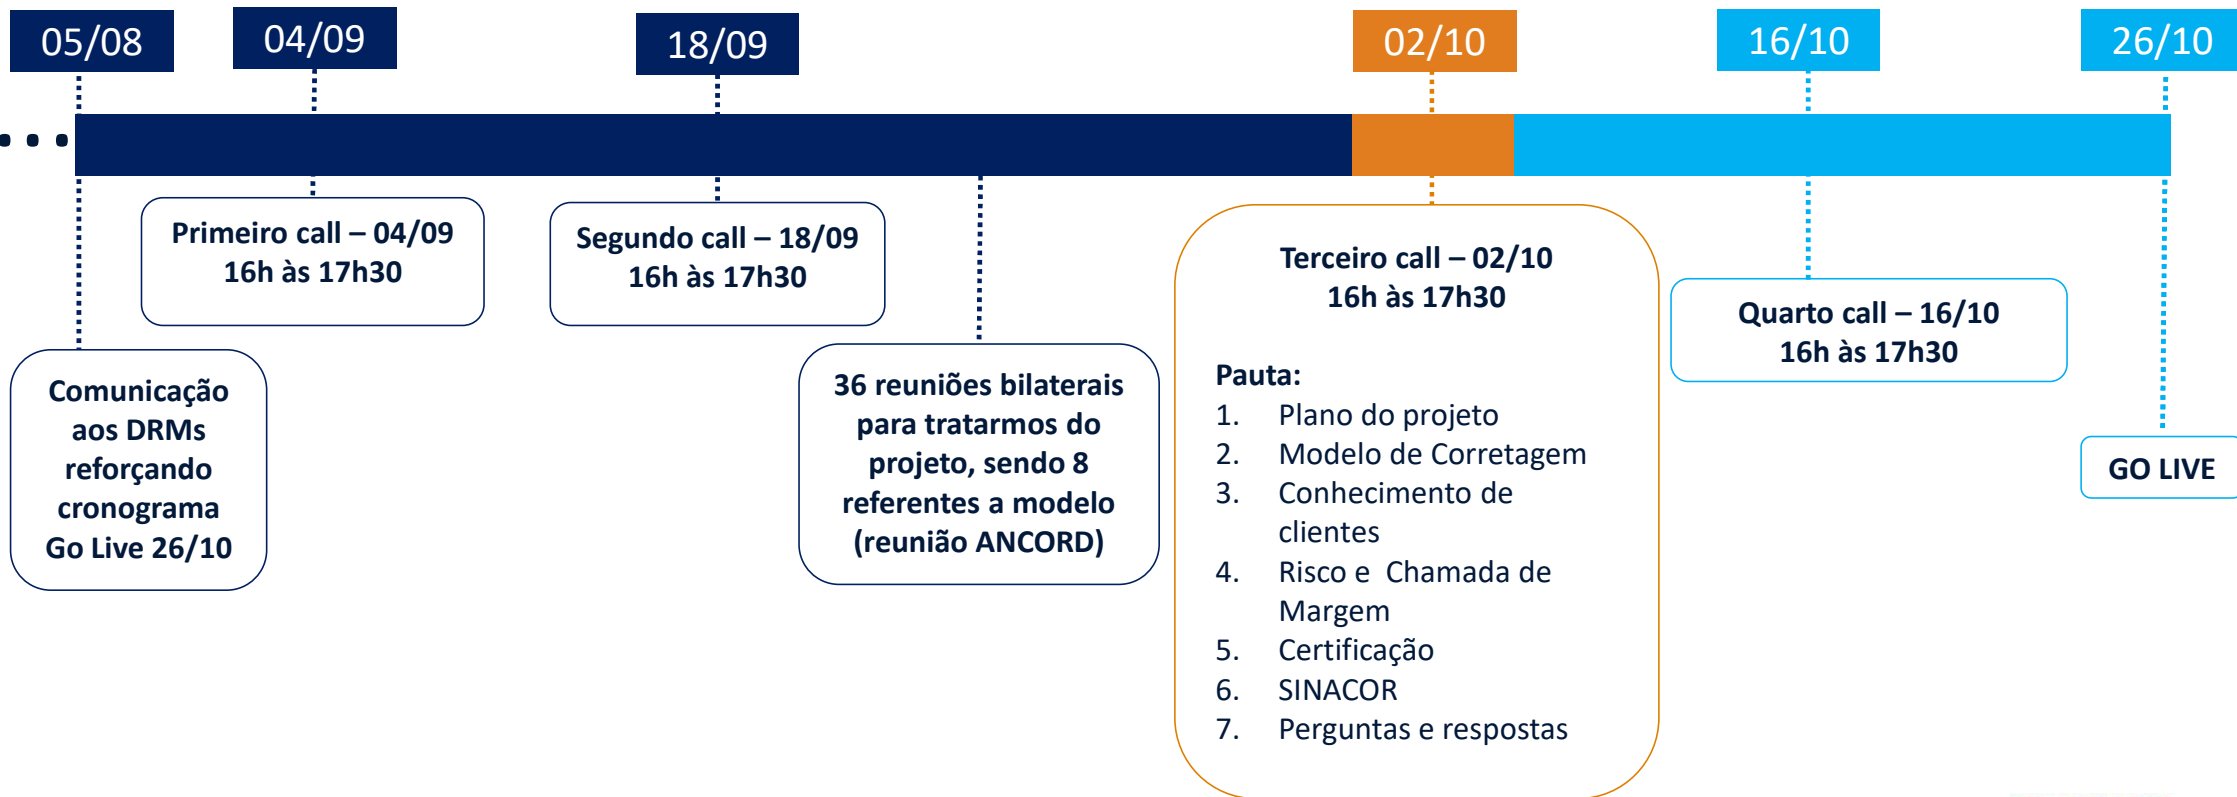 05/08
04/09
18/09
02/10
16/10
26/10
Primeiro call – 04/09
16h às 17h30
Segundo call – 18/09
16h às 17h30
Terceiro call – 02/10
16h às 17h30
Quarto call – 16/10
16h às 17h30
Comunicação
aos DRMs
reforçando
cronograma
Go Live 26/10
36 reuniões bilaterais
para tratarmos do
projeto, sendo 8
referentes a modelo
(reunião ANCORD)
Pauta:
1. Plano do projeto
2. Modelo de Corretagem
3. Conhecimento de
clientes
4. Risco e Chamada de
Margem
5. Certificação
6. SINACOR
7. Perguntas e respostas
GO LIVE